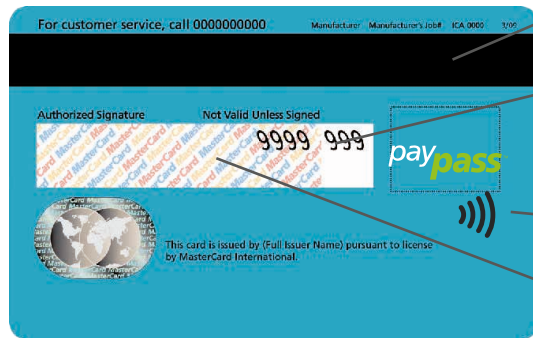 For customer service, call 0000000000 Manufacturer Manufacturer's Job# ICA 0000 1/09
Authorized Signature Not Valid Unless Signed
9999 999
paypass
This card is issued by (Full Issuer Name) pursuant to license
by MasterCard International.